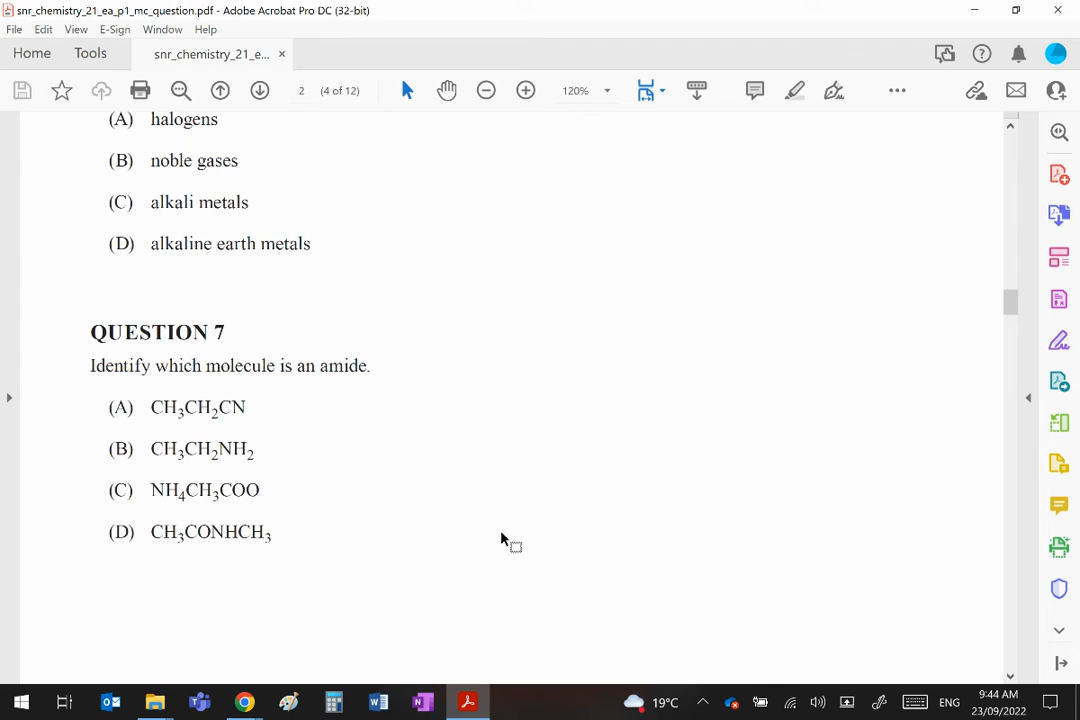 snr_chemistry_21_ea_p1_mc_question.pdf - Adobe Acrobat Pro DC (32-bit)
File Edit View E-Sign Window Help
Home Tools snr_chemistry_21_e... ×
2 (4 of 12) 120%
(A) halogens
(B) noble gases
(C) alkali metals
(D) alkaline earth metals
QUESTION 7
Identify which molecule is an amide.
(A) CH₃CH₂CN
(B) CH₃CH₂NH₂
(C) NH₄CH₃COO
(D) CH₃CONHCH₃
19°C ENG 9:44 AM
23/09/2022